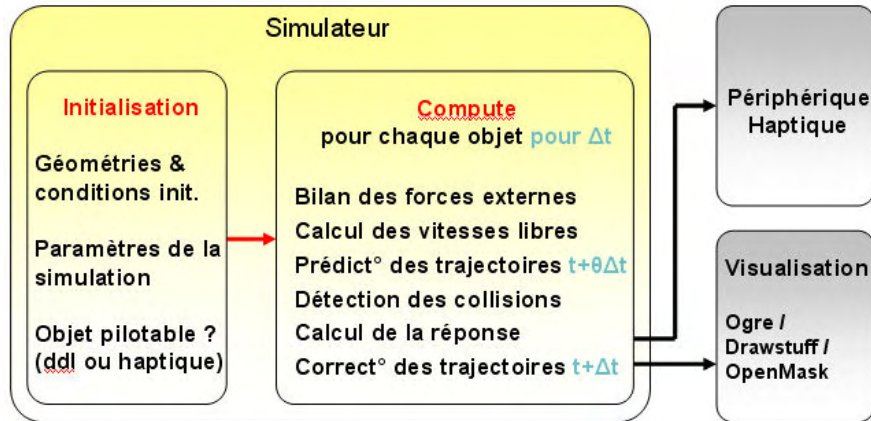 Simulateur
Initialisation
Géométries &
conditions init.
Paramètres de la
simulation
Objet pilotable ?
(ddl ou haptique)
Compute
pour chaque objet pour Δt
Bilan des forces externes
Calcul des vitesses libres
Prédict° des trajectoires t+θΔt
Détection des collisions
Calcul de la réponse
Correct° des trajectoires t+Δt
Périphérique
Haptique
Visualisation
Ogre /
Drawstuff /
OpenMask